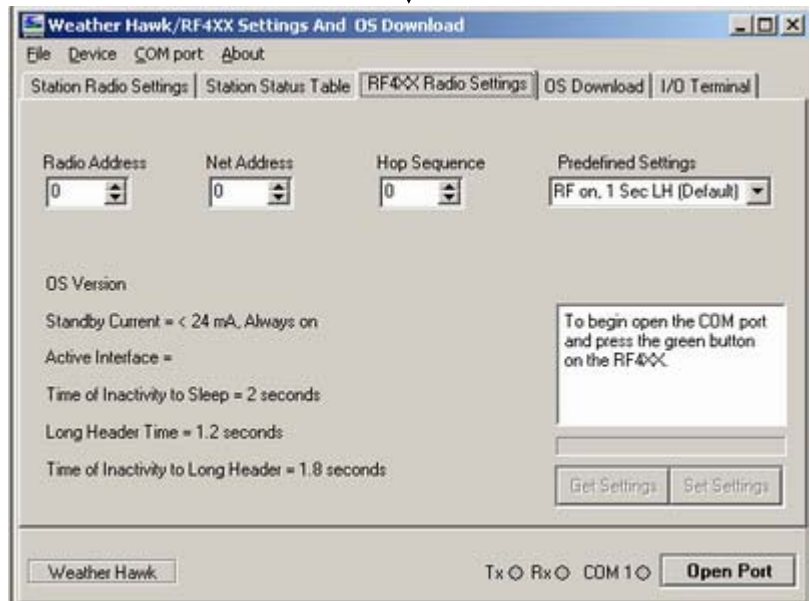 Weather Hawk/RF4XX Settings And OS Download
File Device COM port About
Station Radio Settings Station Status Table RF4XX Radio Settings OS Download I/O Terminal
Radio Address Net Address Hop Sequence Predefined Settings
0 0 0 RF on, 1 Sec LH (Default)
OS Version
Standby Current = < 24 mA, Always on
Active Interface =
Time of Inactivity to Sleep = 2 seconds
Long Header Time = 1.2 seconds
Time of Inactivity to Long Header = 1.8 seconds
To begin open the COM port
and press the green button
on the RF4XX.
Get Settings Set Settings
Weather Hawk Tx Rx COM 1 Open Port